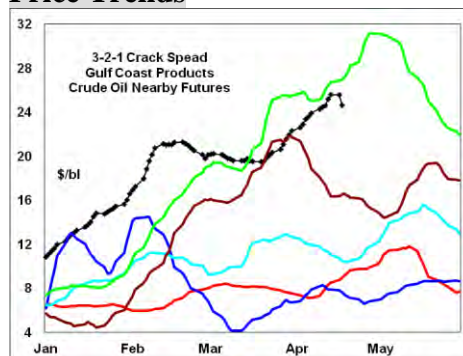 Price Trends
32
3-2-1 Crack Spead
Gulf Coast Products
28
Crude Oil Nearby Futures
24
20
$/bl
16
12
8
4
Jan Feb Mar Apr May